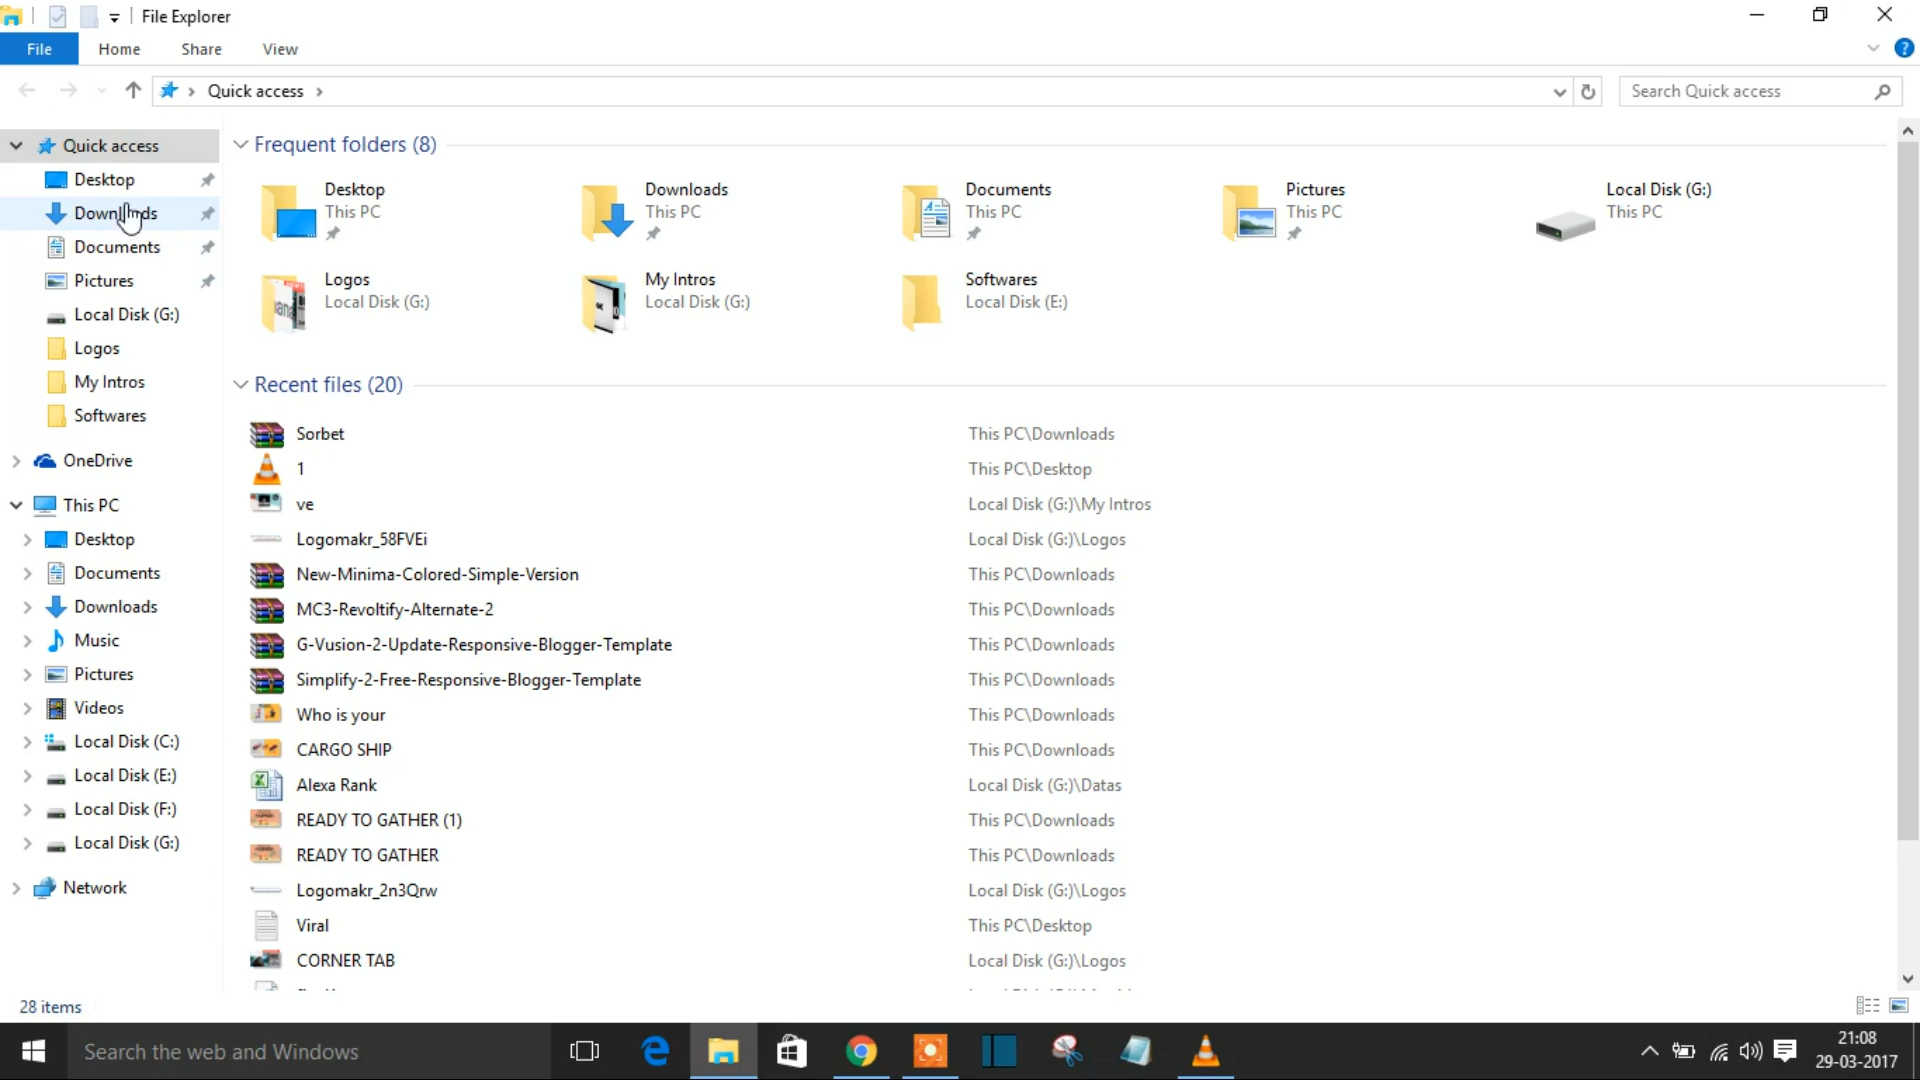 File Explorer
File Home Share View
Quick access
Search Quick access
Quick access
Desktop
Downloads
Documents
Pictures
Local Disk (G:)
Logos
My Intros
Softwares
OneDrive
This PC
Desktop
Documents
Downloads
Music
Pictures
Videos
Local Disk (C:)
Local Disk (E:)
Local Disk (F:)
Local Disk (G:)
Network
Frequent folders (8)
Desktop
This PC
Downloads
This PC
Documents
This PC
Pictures
This PC
Local Disk (G:)
This PC
Logos
Local Disk (G:)
My Intros
Local Disk (G:)
Softwares
Local Disk (E:)
Recent files (20)
Sorbet This PC\Downloads
1 This PC\Desktop
ve Local Disk (G:)\My Intros
Logomakr_58FVEi Local Disk (G:)\Logos
New-Minima-Colored-Simple-Version This PC\Downloads
MC3-Revoltify-Alternate-2 This PC\Downloads
G-Vusion-2-Update-Responsive-Blogger-Template This PC\Downloads
Simplify-2-Free-Responsive-Blogger-Template This PC\Downloads
Who is your This PC\Downloads
CARGO SHIP This PC\Downloads
Alexa Rank Local Disk (G:)\Datas
READY TO GATHER (1) This PC\Downloads
READY TO GATHER This PC\Downloads
Logomakr_2n3Qrw Local Disk (G:)\Logos
Viral This PC\Desktop
CORNER TAB Local Disk (G:)\Logos
28 items
Search the web and Windows
21:08
29-03-2017